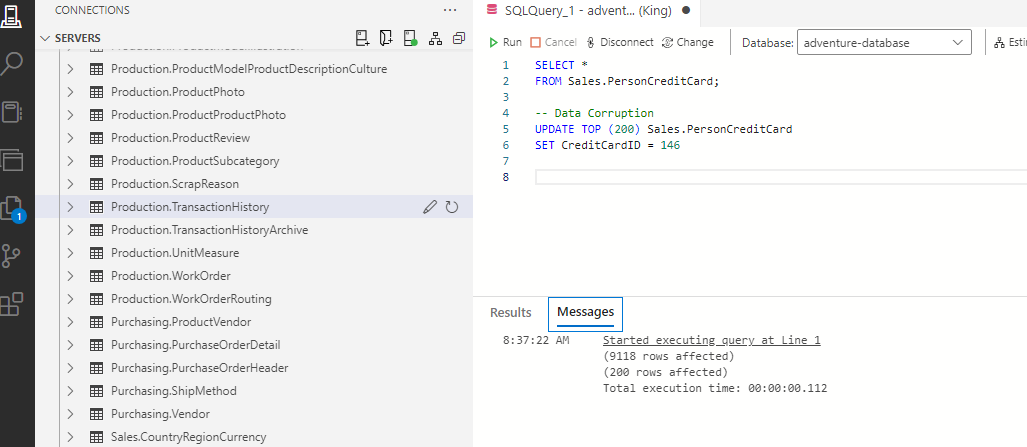 CONNECTIONS
SERVERS
Production.ProductModelProductDescriptionCulture
Production.ProductPhoto
Production.ProductProductPhoto
Production.ProductReview
Production.ProductSubcategory
Production.ScrapReason
Production.TransactionHistory
Production.TransactionHistoryArchive
Production.UnitMeasure
Production.WorkOrder
Production.WorkOrderRouting
Purchasing.ProductVendor
Purchasing.PurchaseOrderDetail
Purchasing.PurchaseOrderHeader
Purchasing.ShipMethod
Purchasing.Vendor
Sales.CountryRegionCurrency
1
SQLQuery_1 - advent... (King)
Run Cancel Disconnect Change Database: adventure-database Esti
1 SELECT *
2 FROM Sales.PersonCreditCard;
3
4 -- Data Corruption
5 UPDATE TOP (200) Sales.PersonCreditCard
6 SET CreditCardID = 146
7
8
Results Messages
8:37:22 AM Started executing query at Line 1
(9118 rows affected)
(200 rows affected)
Total execution time: 00:00:00.112